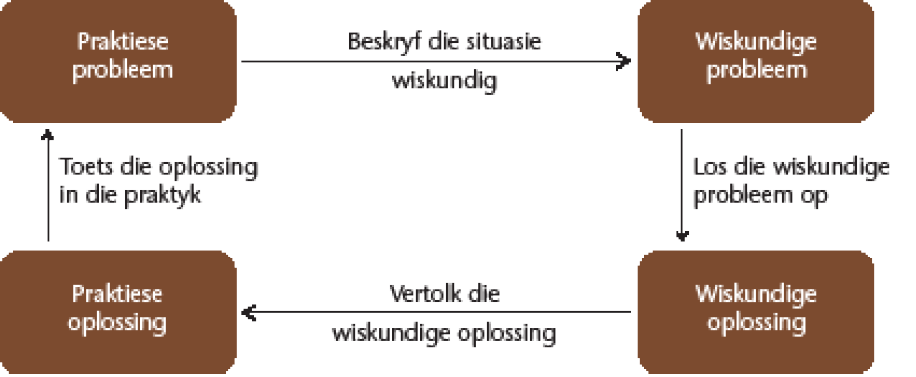 Praktiese
probleem
Beskryf die situasie
wiskundig
Wiskundige
probleem
Toets die oplossing
in die praktyk
Los die wiskundige
probleem op
Praktiese
oplossing
Vertolk die
wiskundige oplossing
Wiskundige
oplossing